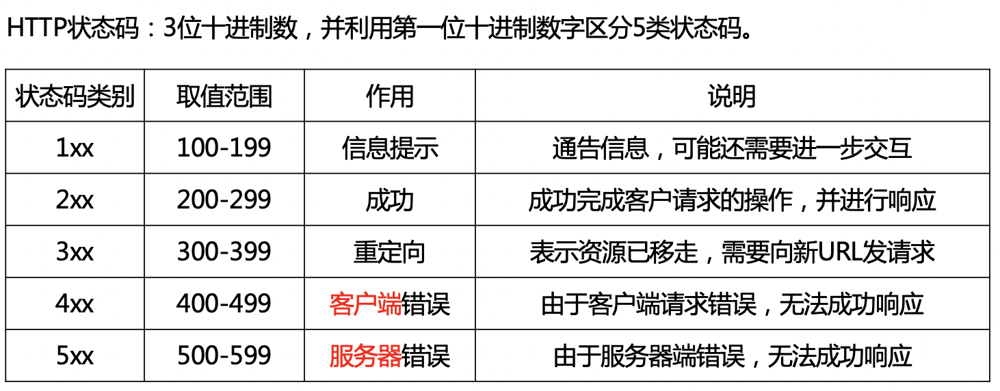 HTTP状态码：3位十进制数，并利用第一位十进制数字区分5类状态码。
状态码类别 取值范围 作用 说明
1xx 100-199 信息提示 通告信息，可能还需要进一步交互
2xx 200-299 成功 成功完成客户请求的操作，并进行响应
3xx 300-399 重定向 表示资源已移走，需要向新URL发请求
4xx 400-499 客户端错误 由于客户端请求错误，无法成功响应
5xx 500-599 服务器错误 由于服务器端错误，无法成功响应